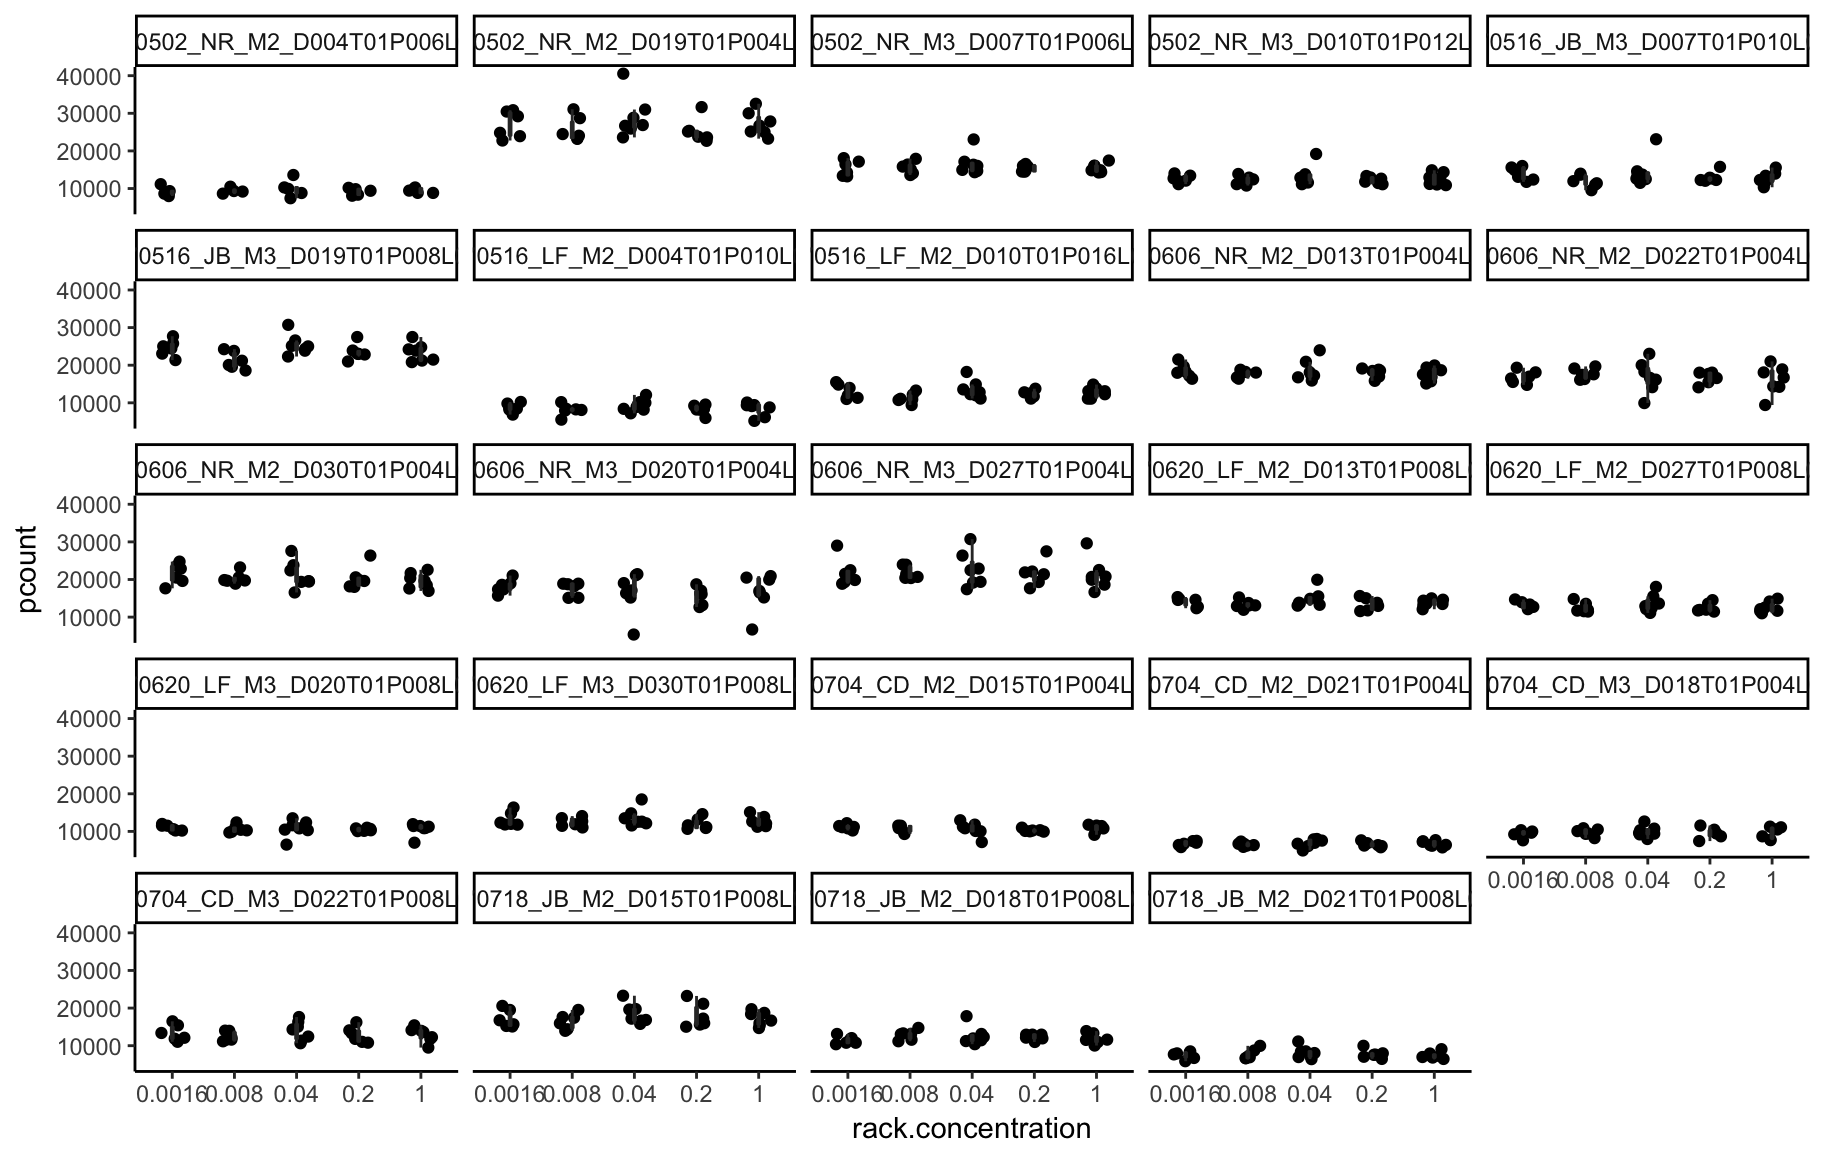 0502_NR_M2_D004T01P006L 0502_NR_M2_D019T01P004L 0502_NR_M3_D007T01P006L 0502_NR_M3_D010T01P012L 0516_JB_M3_D007T01P010L
40000
30000
20000
10000
0516_JB_M3_D019T01P008L 0516_LF_M2_D004T01P010L 0516_LF_M2_D010T01P016L 0606_NR_M2_D013T01P004L 0606_NR_M2_D022T01P004L
40000
30000
20000
10000
0606_NR_M2_D030T01P004L 0606_NR_M3_D020T01P004L 0606_NR_M3_D027T01P004L 0620_LF_M2_D013T01P008L 0620_LF_M2_D027T01P008L
40000
30000
20000
10000
pcount
0620_LF_M3_D020T01P008L 0620_LF_M3_D030T01P008L 0704_CD_M2_D015T01P004L 0704_CD_M2_D021T01P004L 0704_CD_M3_D018T01P004L
40000
30000
20000
10000
0.0016 0.008 0.04 0.2 1
0704_CD_M3_D022T01P008L 0718_JB_M2_D015T01P008L 0718_JB_M2_D018T01P008L 0718_JB_M2_D021T01P008L
40000
30000
20000
10000
0.0016 0.008 0.04 0.2 1 0.0016 0.008 0.04 0.2 1 0.0016 0.008 0.04 0.2 1 0.0016 0.008 0.04 0.2 1
rack.concentration